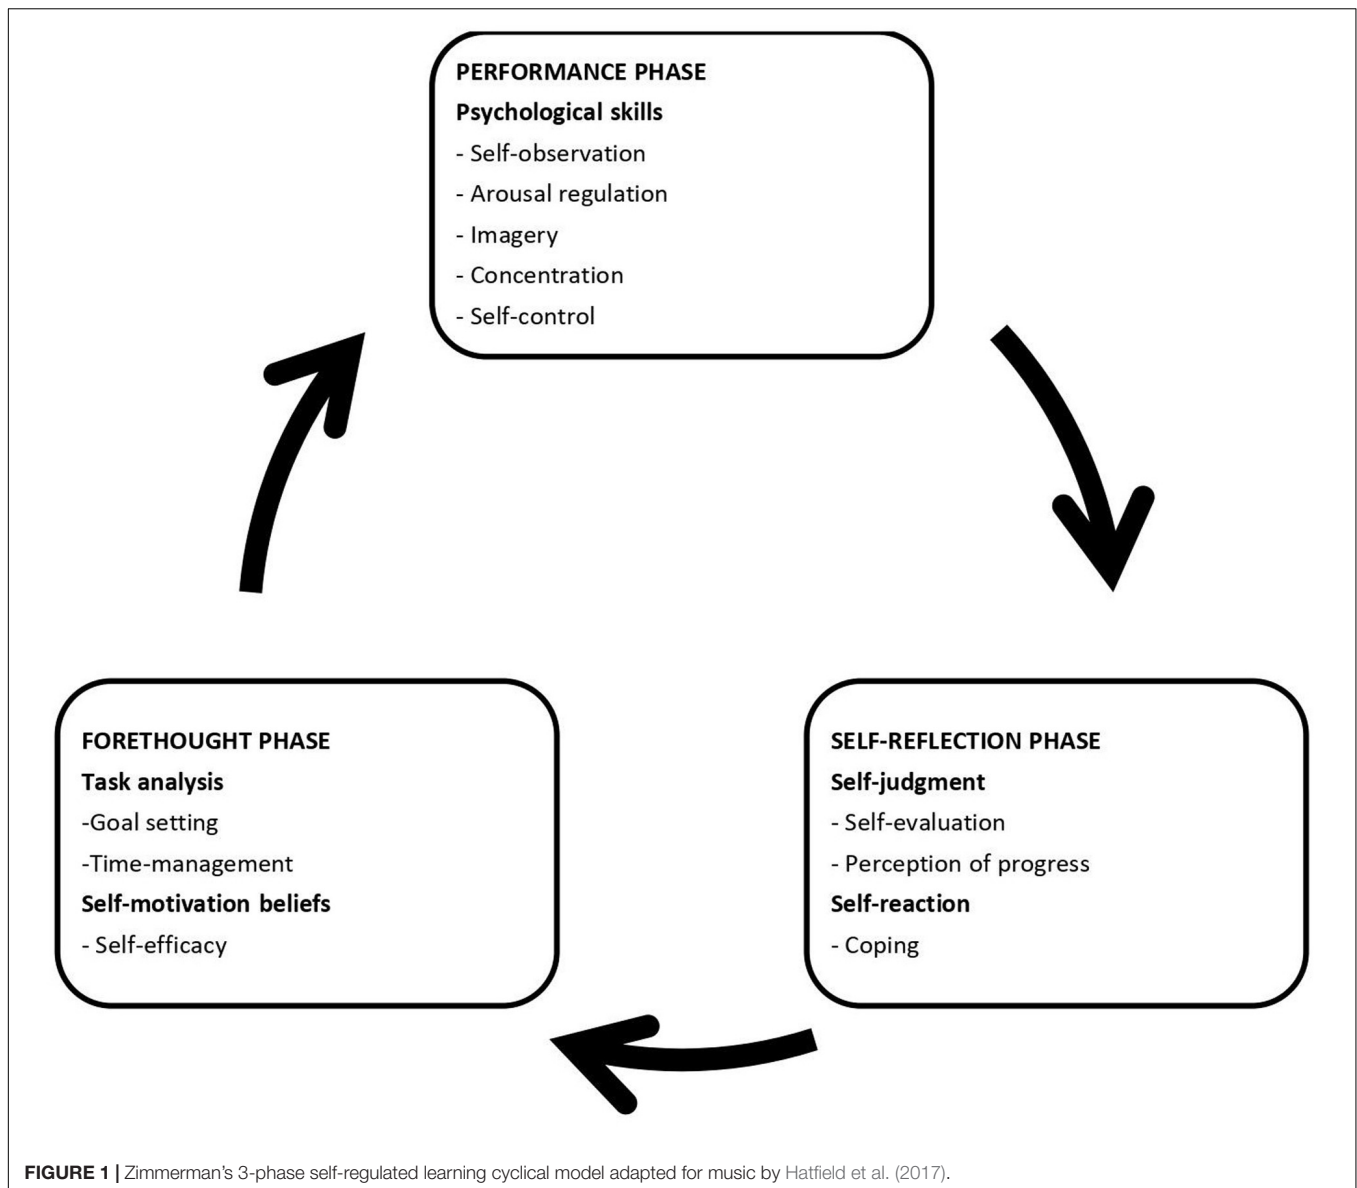 PERFORMANCE PHASE
Psychological skills
- Self-observation
- Arousal regulation
- Imagery
- Concentration
- Self-control
FORETHOUGHT PHASE
Task analysis
-Goal setting
-Time-management
Self-motivation beliefs
- Self-efficacy
SELF-REFLECTION PHASE
Self-judgment
- Self-evaluation
- Perception of progress
Self-reaction
- Coping
FIGURE 1 | Zimmerman’s 3-phase self-regulated learning cyclical model adapted for music by Hatfield et al. (2017).